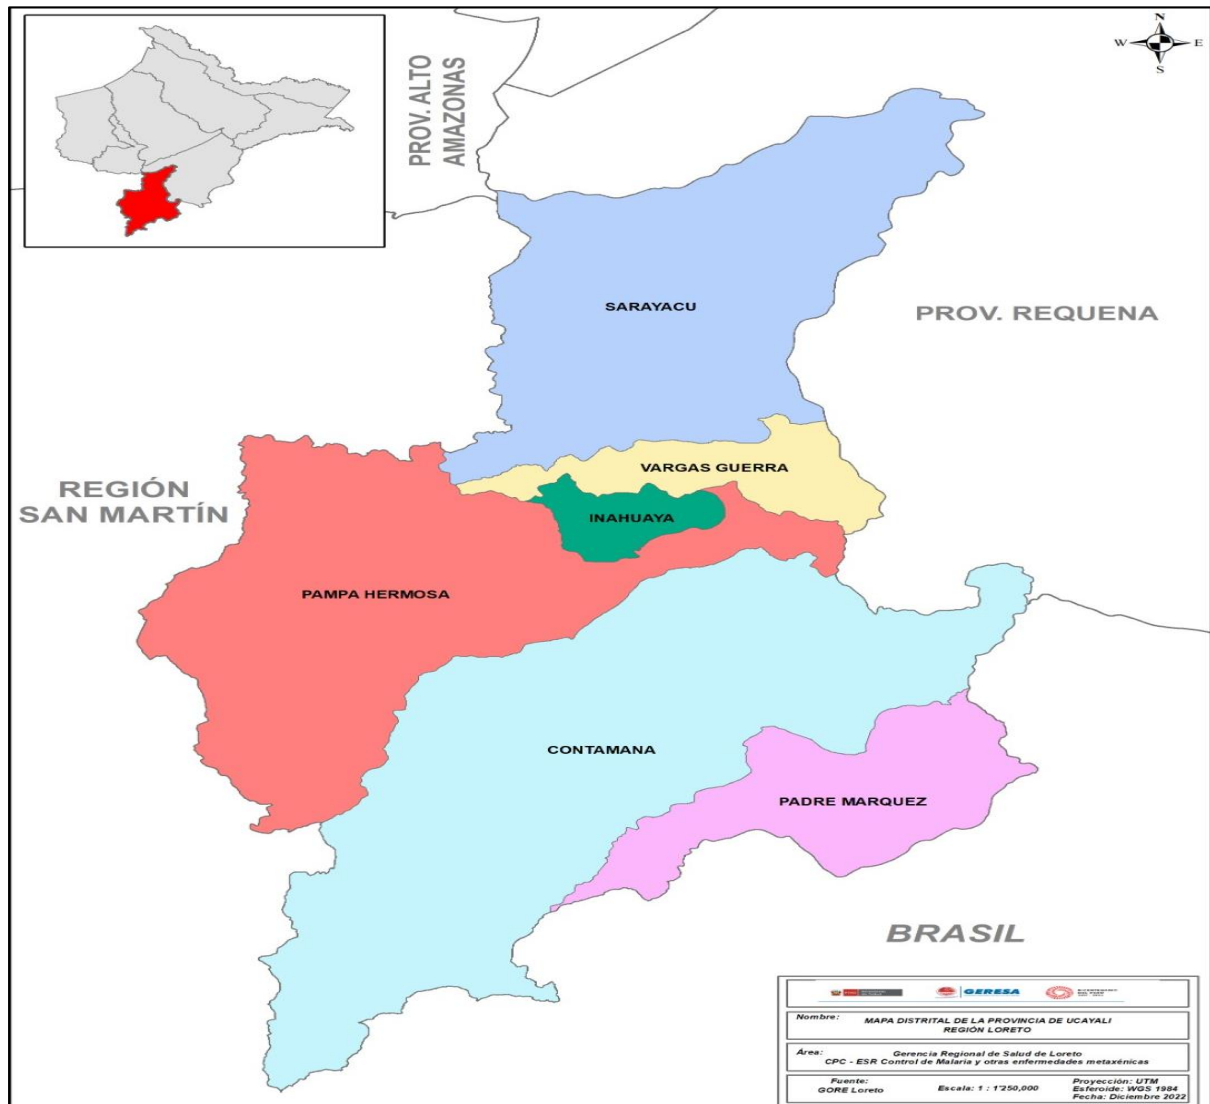 N
W
E
S
PROV. ALTO
AMAZONAS
SARAYACU
PROV. REQUENA
VARGAS GUERRA
REGIÓN
SAN MARTÍN
INAHUAYA
PAMPA HERMOSA
CONTAMANA
PADRE MARQUEZ
BRASIL
GERESA
Nombre:
MAPA DISTRITAL DE LA PROVINCIA DE UCAYALI
REGIÓN LORETO
Área:
Gerencia Regional de Salud de Loreto
CPC - ESR Control de Malaria y otras enfermedades metaxénicas
Fuente:
GORE Loreto
Escala: 1 : 1'250,000
Proyección: UTM
Esferoide: WGS 1984
Fecha: Diciembre 2022